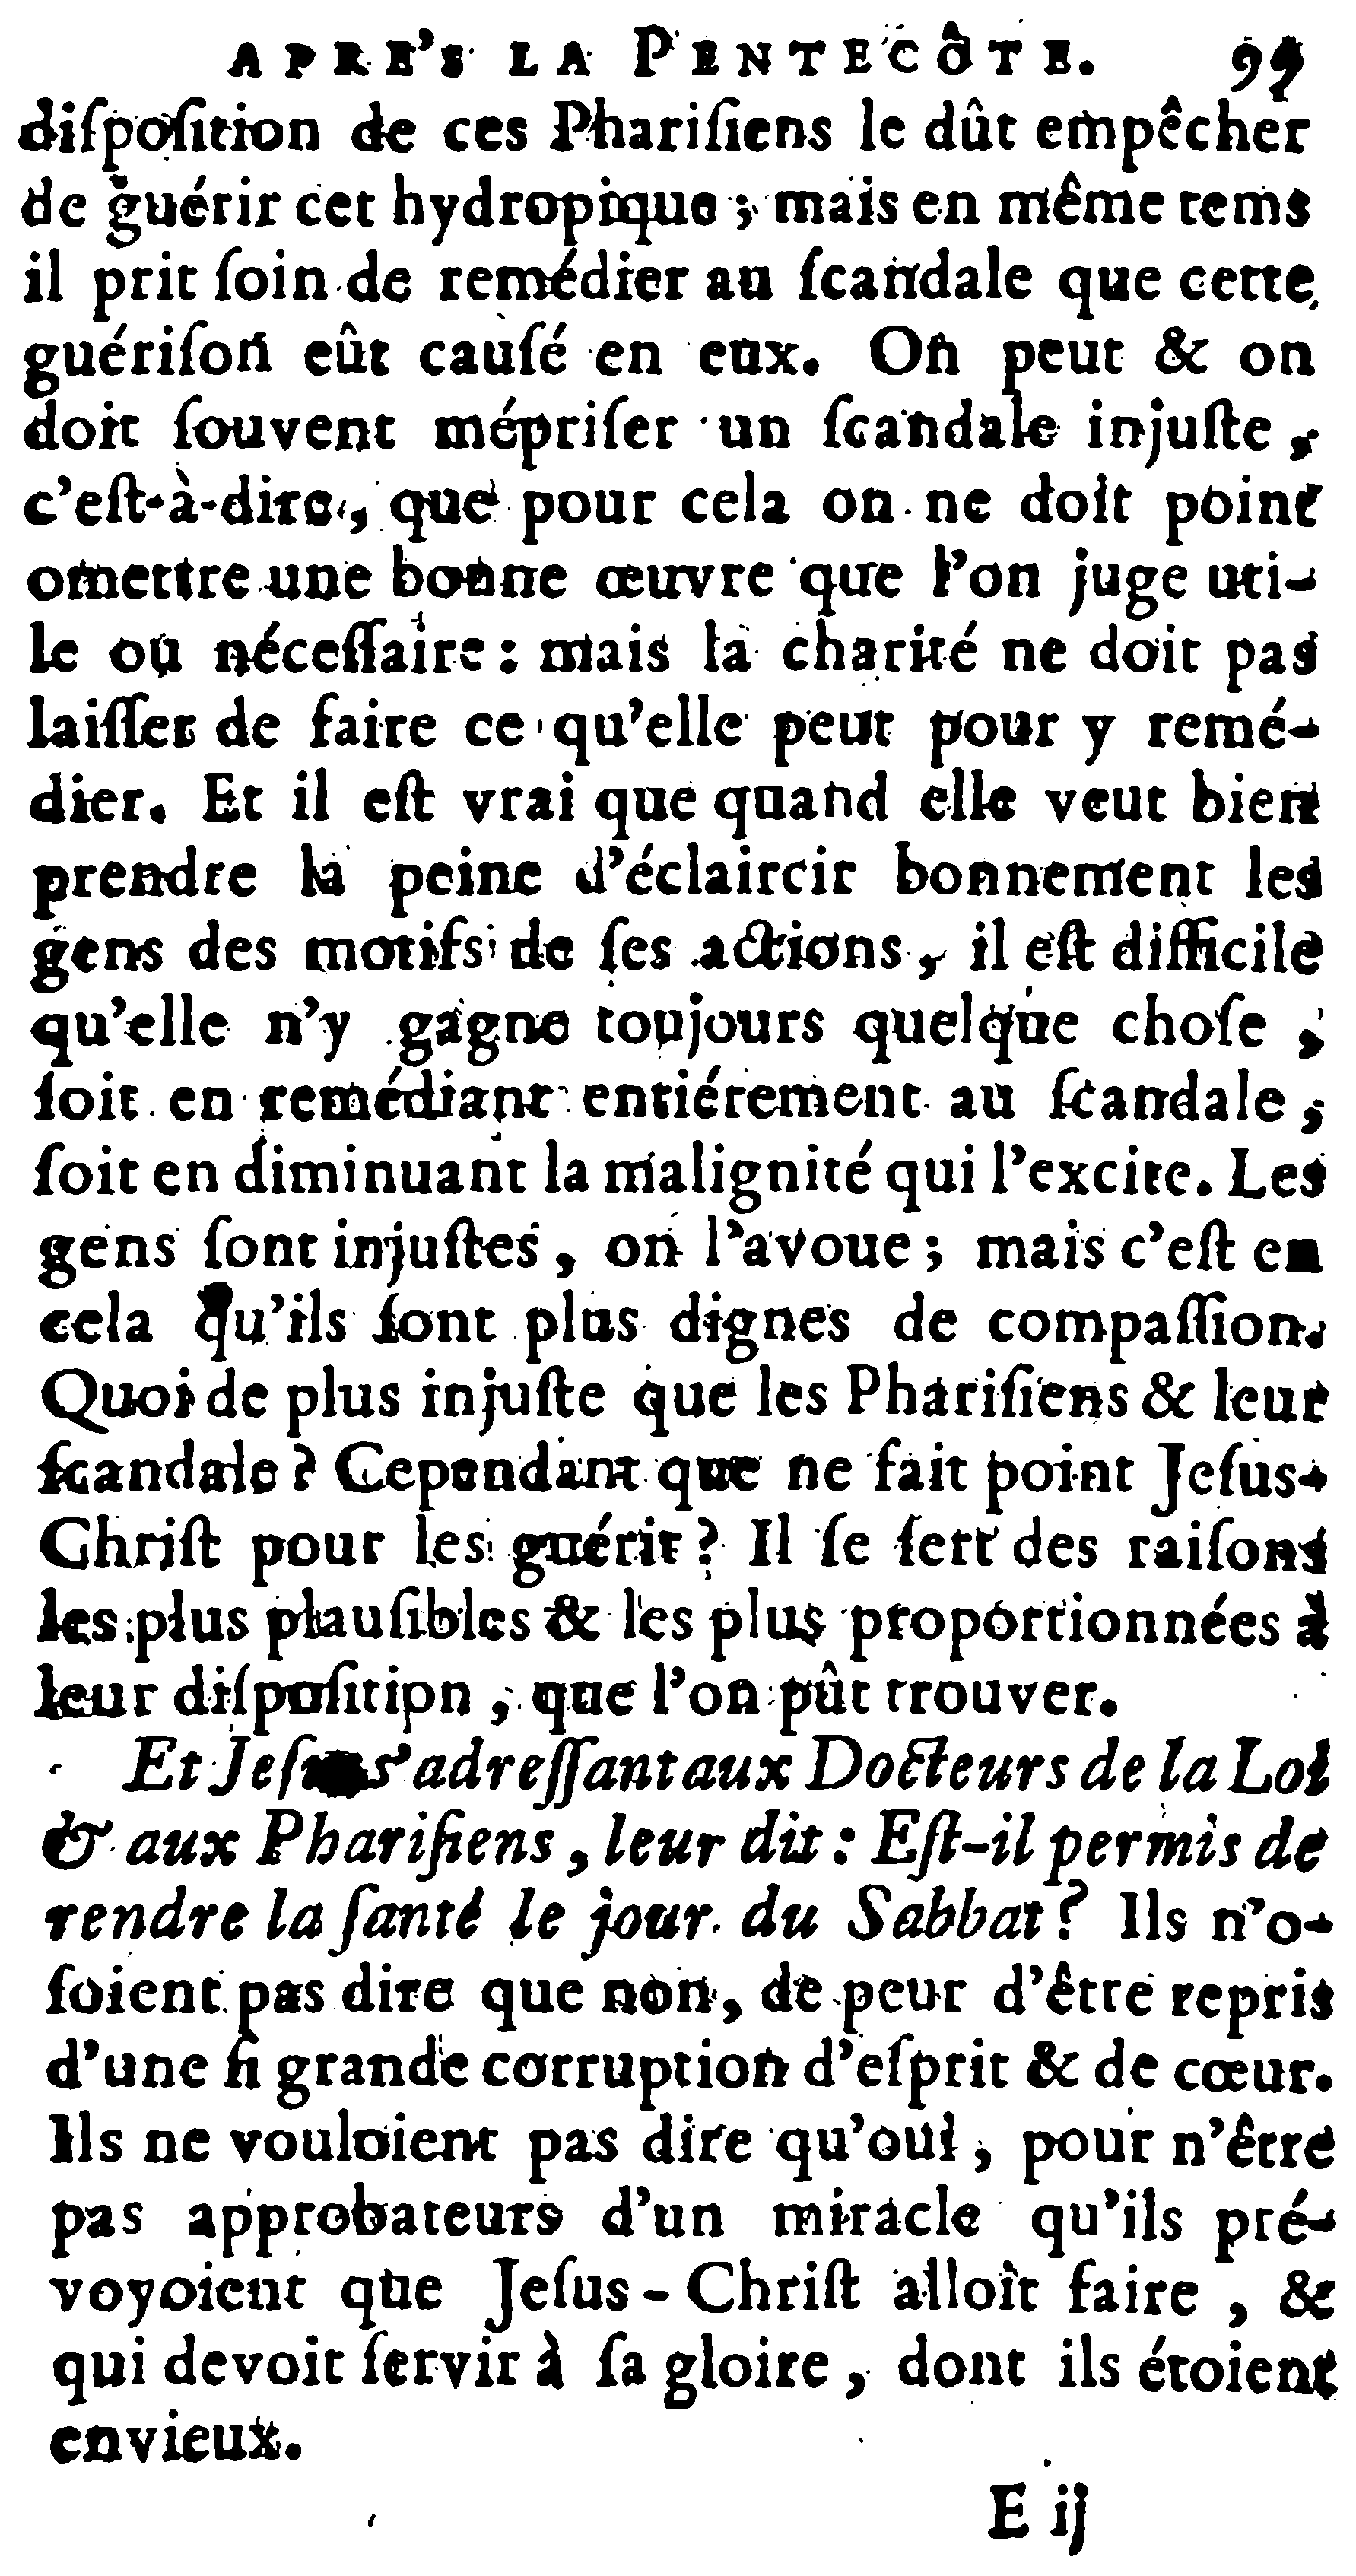 APRE'S LA PENTECÔTE. 99
diſpoſition de ces Phariſiens le dût empêcher
de guérir cet hydropique ; mais en même tems
il prit ſoin de remédier au ſcandale que cette
guériſon eût cauſé en eux. On peut & on
doit ſouvent mépriſer un ſcandale injuſte ,
c'eſt-à-dire, que pour cela on ne doit point
omettre une bonne œuvre que l'on juge uti-
le ou néceſſaire : mais la charité ne doit pas
laiſſer de faire ce qu'elle peut pour y remé-
dier. Et il eſt vrai que quand elle veut bien
prendre la peine d'éclaircir bonnement les
gens des motifs de ſes actions, il eſt difficile
qu'elle n'y gagne toujours quelque choſe ,
ſoit en remédiant entiérement au ſcandale ,
ſoit en diminuant la malignité qui l'excite. Les
gens ſont injuſtes, on l'avoue ; mais c'eſt en
cela qu'ils ſont plus dignes de compaſſion.
Quoi de plus injuſte que les Phariſiens & leur
ſcandale ? Cependant que ne fait point Jeſus-
Chriſt pour les guérir ? Il ſe ſert des raiſons
les plus plauſibles & les plus proportionnées à
leur diſpoſition , que l'on pût trouver.
Et Jeſus s'adreſſant aux Docteurs de la Loi
& aux Phariſiens, leur dit : Eſt-il permis de
rendre la ſanté le jour du Sabbat ? Ils n'o-
ſoient pas dire que non, de peur d'être repris
d'une ſi grande corruption d'eſprit & de cœur.
Ils ne vouloient pas dire qu'oui, pour n'être
pas approbateurs d'un miracle qu'ils pré-
voyoient que Jeſus-Chriſt alloit faire , &
qui devoit ſervir à ſa gloire, dont ils étoient
envieux.
E ij